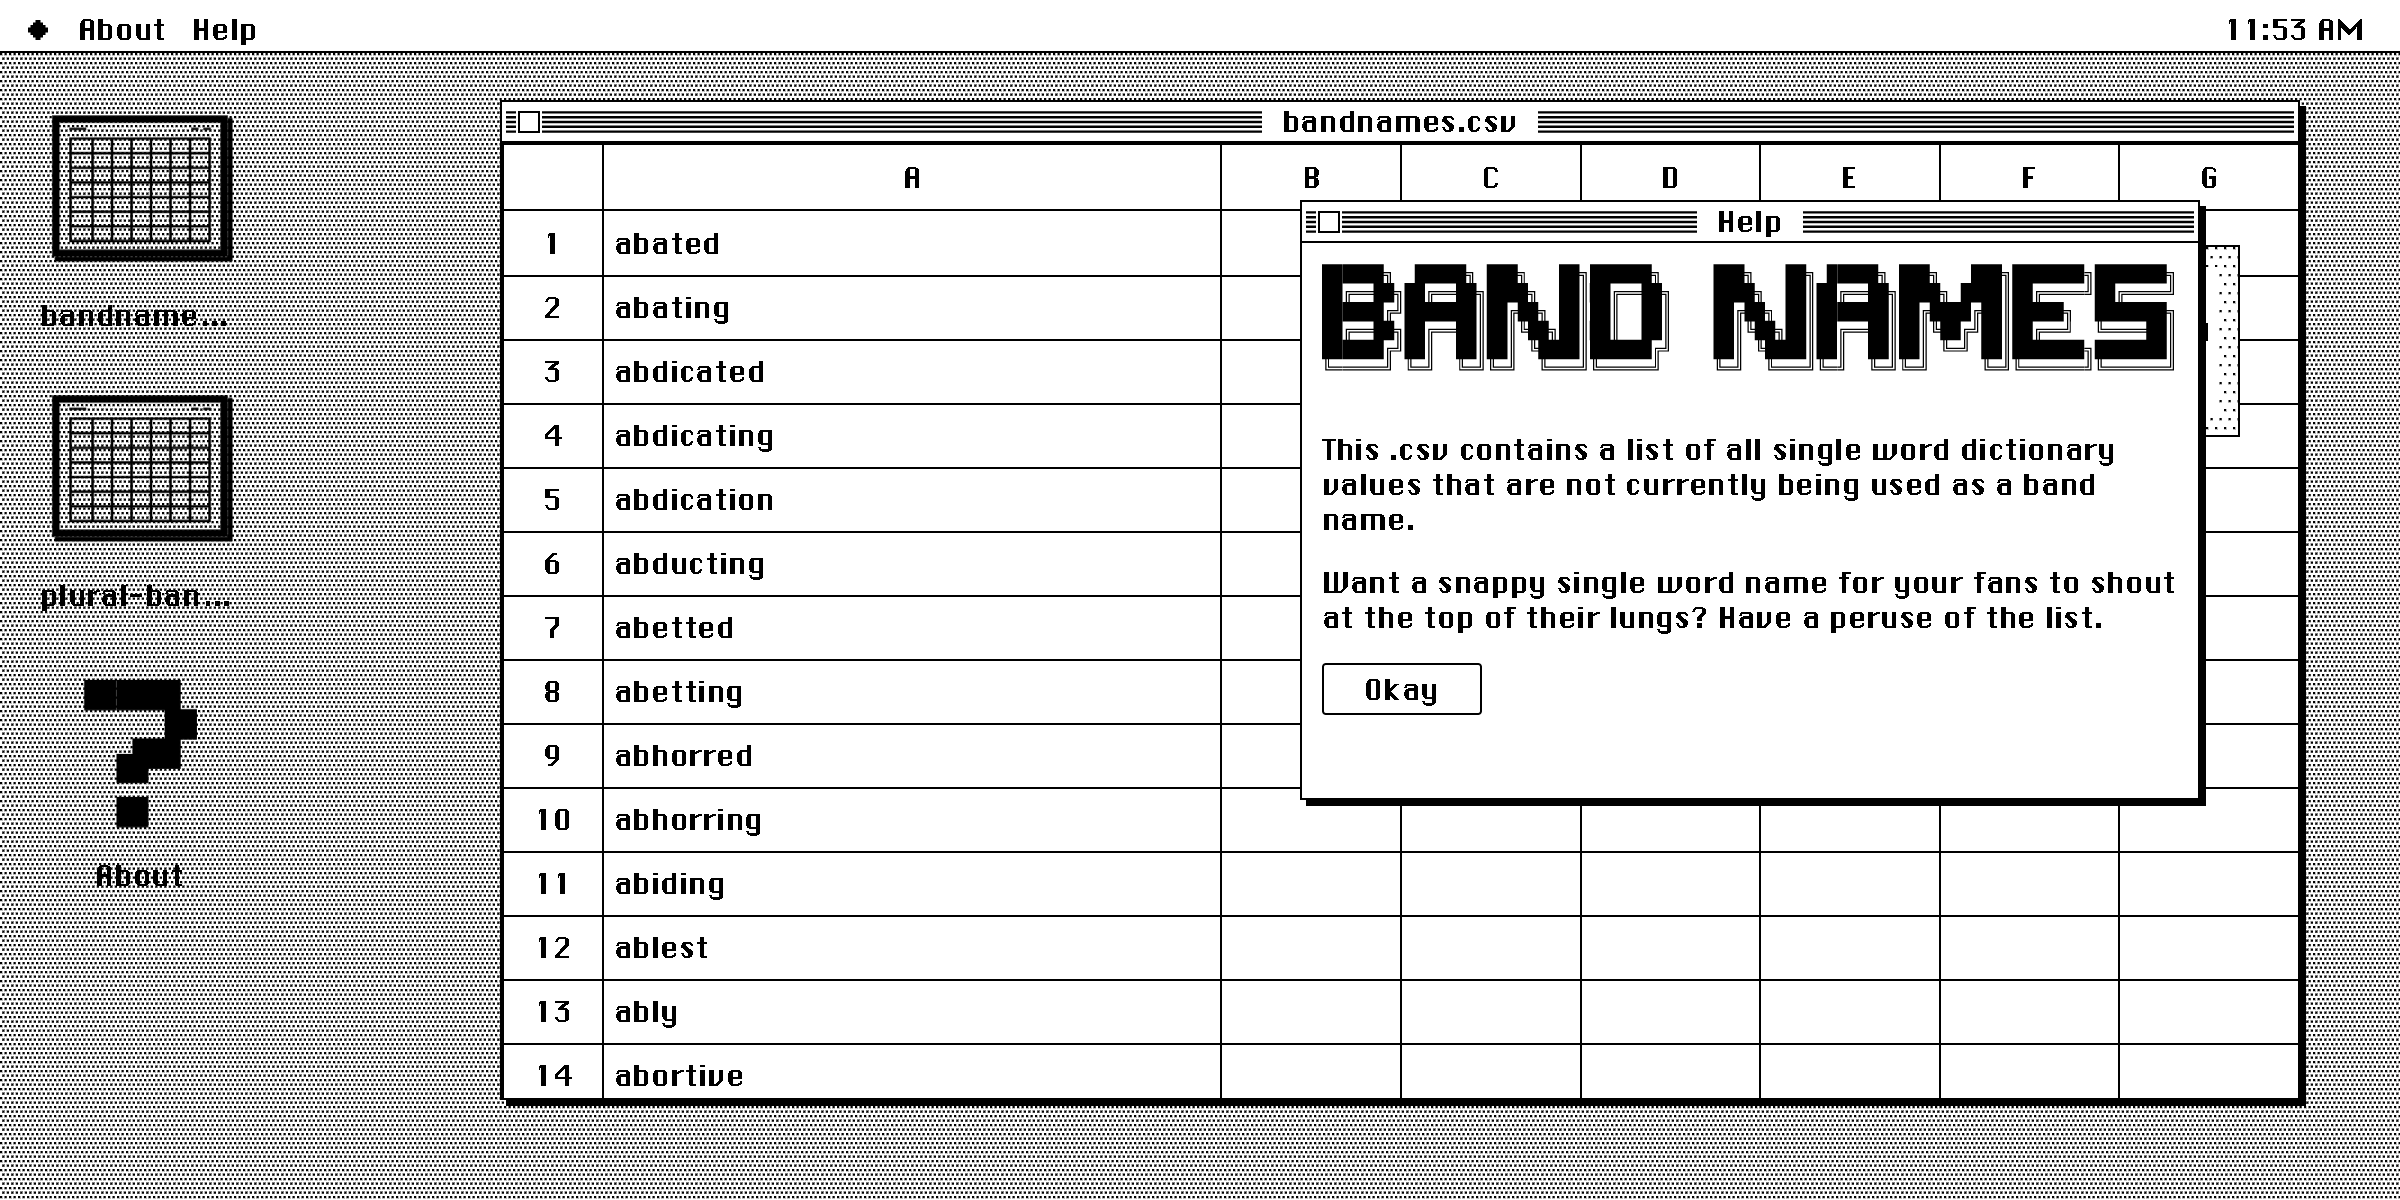 About Help
11:53 AM
bandname...
plural-ban...
About
bandnames.csv
A B C D E F G
1 abated
2 abating
3 abdicated
4 abdicating
5 abdication
6 abducting
7 abetted
8 abetting
9 abhorred
10 abhorring
11 abiding
12 ablest
13 ably
14 abortive
Help
BAND NAMES
This .csv contains a list of all single word dictionary
values that are not currently being used as a band
name.
Want a snappy single word name for your fans to shout
at the top of their lungs? Have a peruse of the list.
Okay